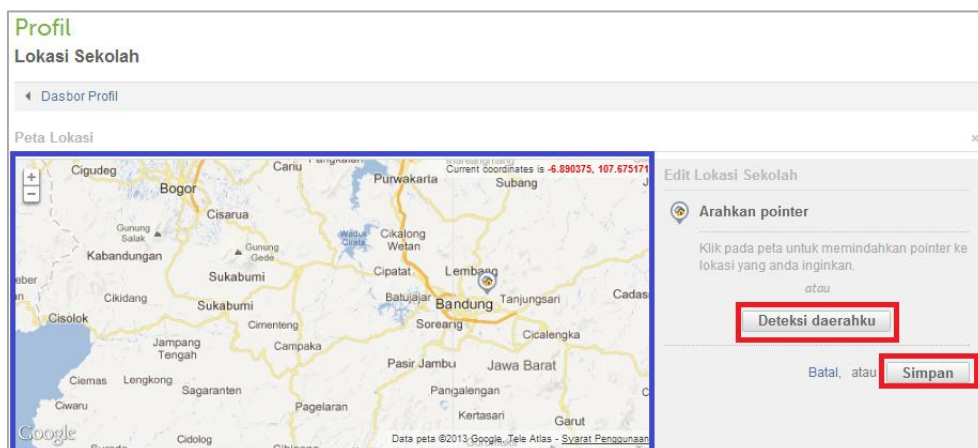 Profil
Lokasi Sekolah
Dasbor Profil
Peta Lokasi
Current coordinates is -6.890375, 107.675171
+
-
Cigudeg
Cariu
Bogor
Purwakarta
Subang
Cisarua
Gunung
Salak
Waduk
Cirata
Cikalong
Wetan
Kabandungan
Gunung
Gede
Sukabumi
Cipatat
Lembang
Cikidang
Sukabumi
Batujajar
Bandung
Tanjungsari
Cisolok
Cimenteng
Soreang
Cicalengka
Jampang
Tengah
Campaka
Pasir Jambu
Jawa Barat
Ciemas
Lengkong
Sagaranten
Pangalengan
Ciwaru
Pagelaran
Kertasari
Garut
Google
Cidolog
Data peta ©2013 Google, Tele Atlas - Syarat Penggunaan
Edit Lokasi Sekolah
Arahkan pointer
Klik pada peta untuk memindahkan pointer ke
lokasi yang anda inginkan.
atau
Deteksi daerahku
Batal, atau Simpan